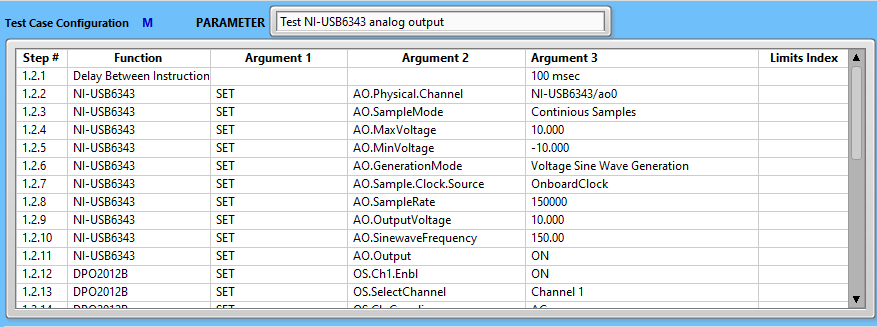 Test Case Configuration M PARAMETER Test NI-USB6343 analog output
Step # Function Argument 1 Argument 2 Argument 3 Limits Index
1.2.1 Delay Between Instruction 100 msec
1.2.2 NI-USB6343 SET AO.Physical.Channel NI-USB6343/ao0
1.2.3 NI-USB6343 SET AO.SampleMode Continious Samples
1.2.4 NI-USB6343 SET AO.MaxVoltage 10.000
1.2.5 NI-USB6343 SET AO.MinVoltage -10.000
1.2.6 NI-USB6343 SET AO.GenerationMode Voltage Sine Wave Generation
1.2.7 NI-USB6343 SET AO.Sample.Clock.Source OnboardClock
1.2.8 NI-USB6343 SET AO.SampleRate 150000
1.2.9 NI-USB6343 SET AO.OutputVoltage 10.000
1.2.10 NI-USB6343 SET AO.SinewaveFrequency 150.00
1.2.11 NI-USB6343 SET AO.Output ON
1.2.12 DPO2012B SET OS.Ch1.Enbl ON
1.2.13 DPO2012B SET OS.SelectChannel Channel 1
1.2.14 DPO2012B SET